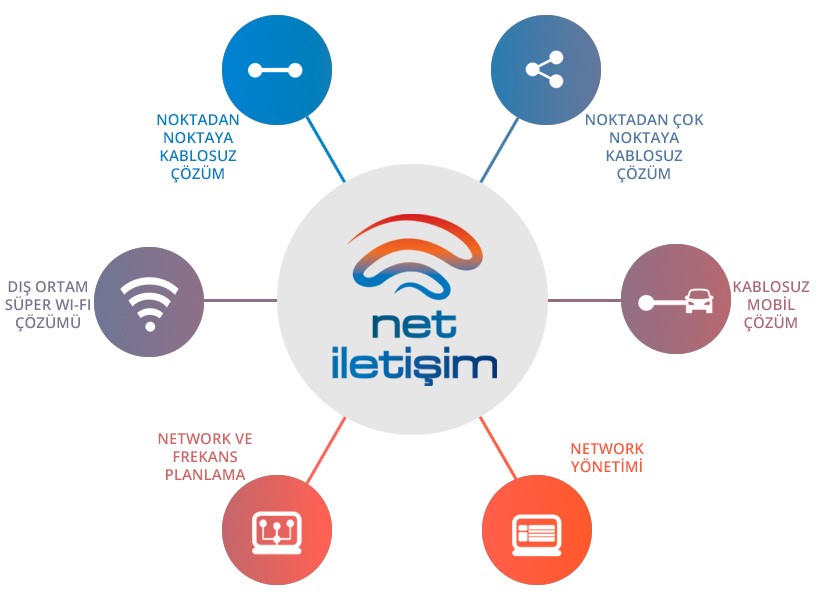 NOKTADAN
NOKTAYA
KABLOSUZ
ÇÖZÜM
NOKTADAN ÇOK
NOKTAYA
KABLOSUZ
ÇÖZÜM
DIŞ ORTAM
SÜPER WI-FI
ÇÖZÜMÜ
net
iletişim
KABLOSUZ
MOBİL
ÇÖZÜM
NETWORK VE
FREKANS
PLANLAMA
NETWORK
YÖNETİMİ